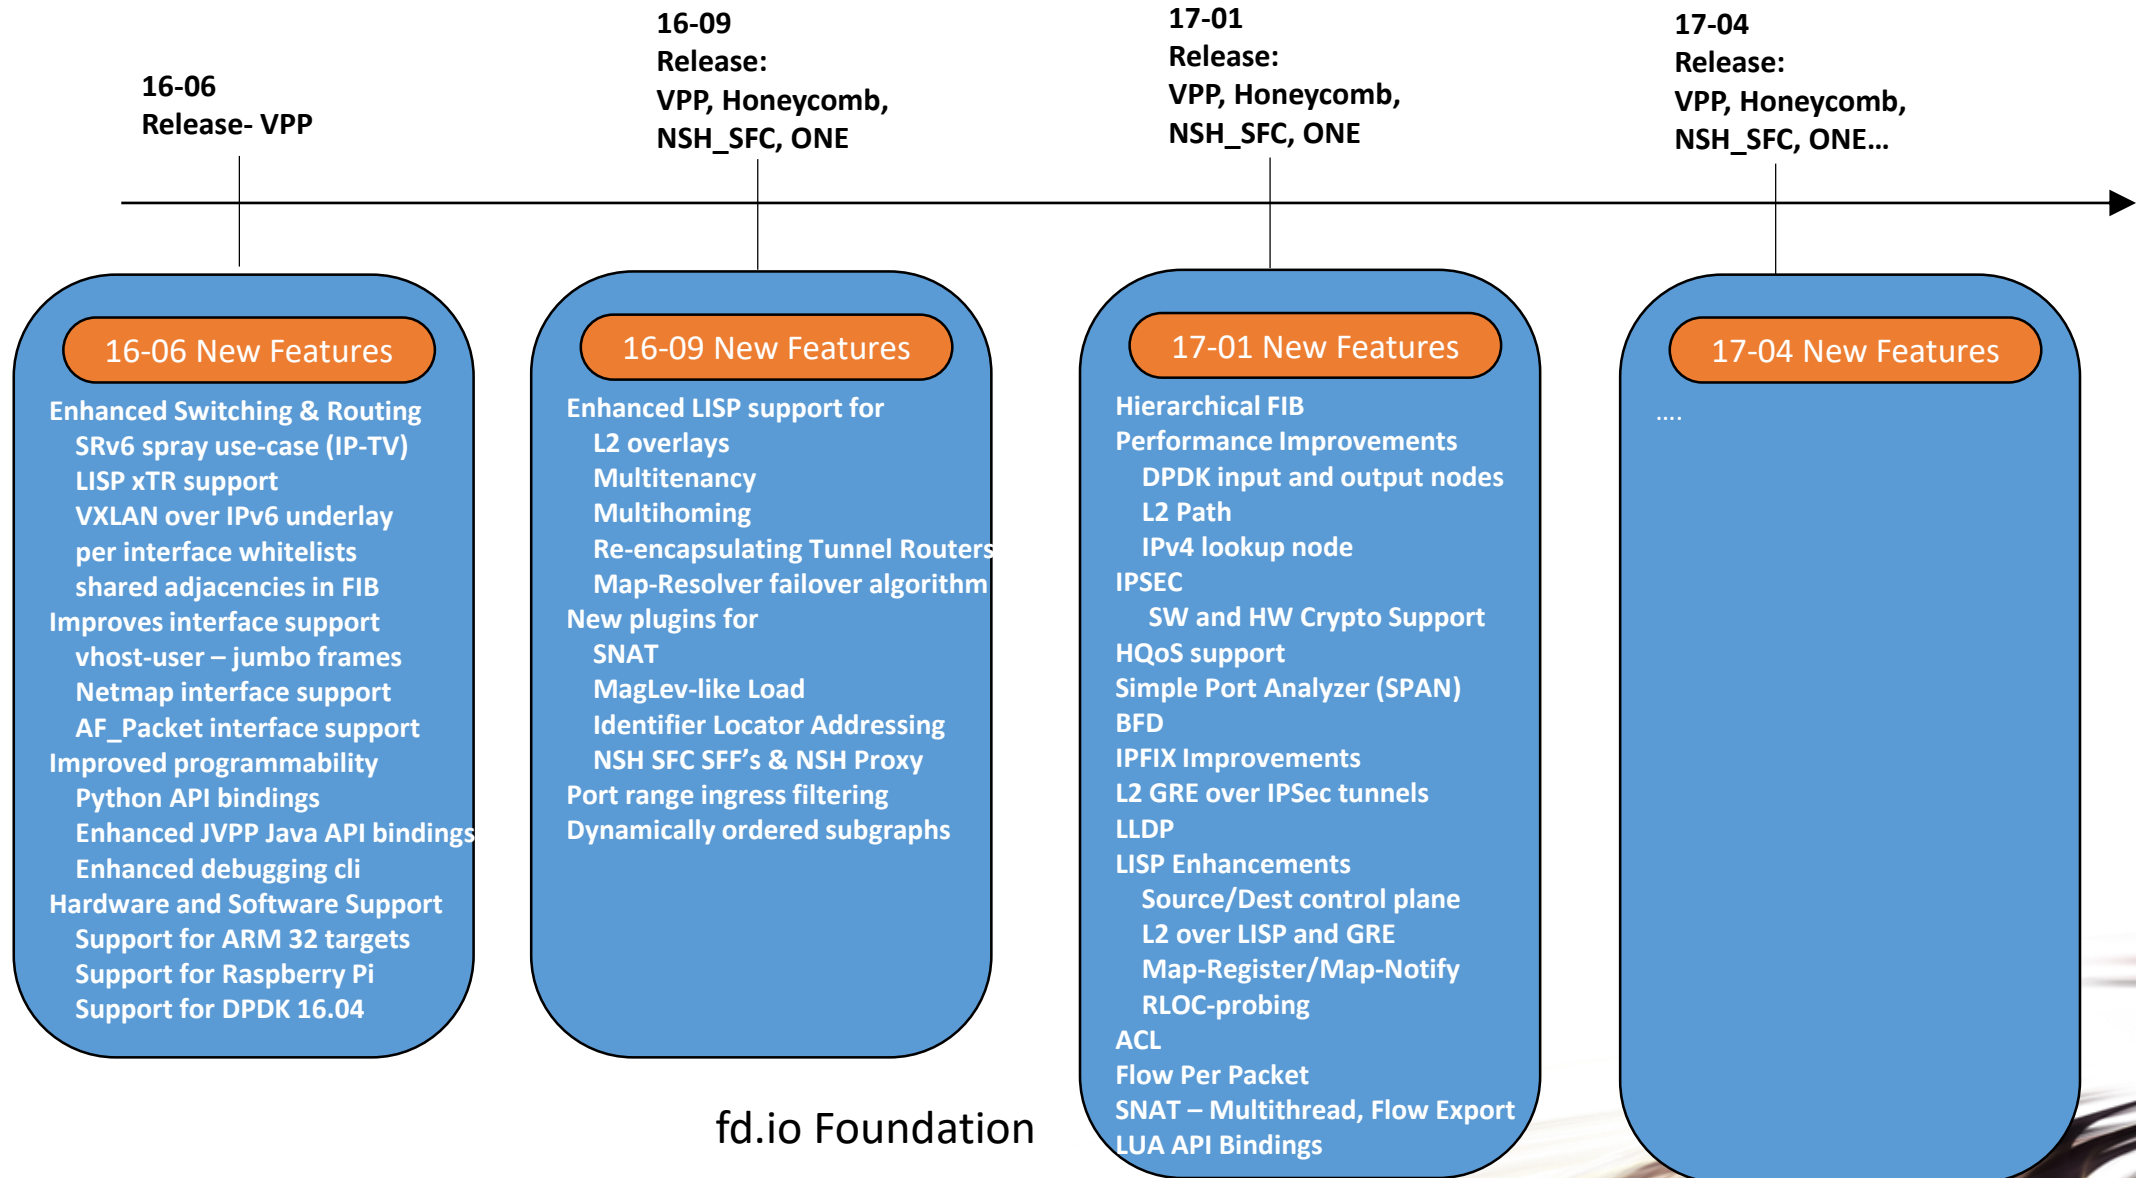 16-06
Release- VPP
16-09
Release:
VPP, Honeycomb,
NSH_SFC, ONE
17-01
Release:
VPP, Honeycomb,
NSH_SFC, ONE
17-04
Release:
VPP, Honeycomb,
NSH_SFC, ONE…
16-06 New Features
Enhanced Switching & Routing
SRv6 spray use-case (IP-TV)
LISP xTR support
VXLAN over IPv6 underlay
per interface whitelists
shared adjacencies in FIB
Improves interface support
vhost-user – jumbo frames
Netmap interface support
AF_Packet interface support
Improved programmability
Python API bindings
Enhanced JVPP Java API bindings
Enhanced debugging cli
Hardware and Software Support
Support for ARM 32 targets
Support for Raspberry Pi
Support for DPDK 16.04
16-09 New Features
Enhanced LISP support for
L2 overlays
Multitenancy
Multihoming
Re-encapsulating Tunnel Routers
Map-Resolver failover algorithm
New plugins for
SNAT
MagLev-like Load
Identifier Locator Addressing
NSH SFC SFF's & NSH Proxy
Port range ingress filtering
Dynamically ordered subgraphs
17-01 New Features
Hierarchical FIB
Performance Improvements
DPDK input and output nodes
L2 Path
IPv4 lookup node
IPSEC
SW and HW Crypto Support
HQoS support
Simple Port Analyzer (SPAN)
BFD
IPFIX Improvements
L2 GRE over IPSec tunnels
LLDP
LISP Enhancements
Source/Dest control plane
L2 over LISP and GRE
Map-Register/Map-Notify
RLOC-probing
ACL
Flow Per Packet
SNAT – Multithread, Flow Export
LUA API Bindings
17-04 New Features
….
fd.io Foundation